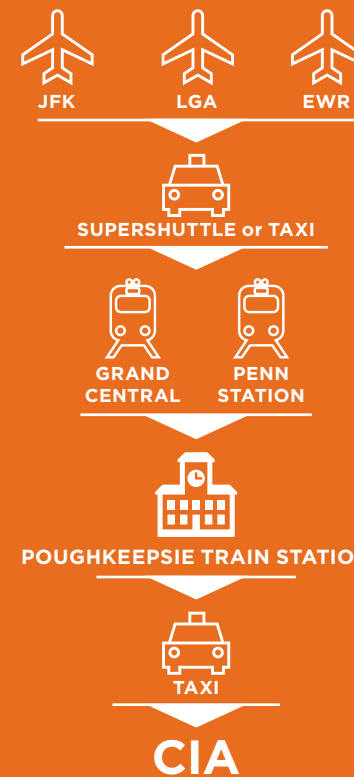 JFK LGA EWR
SUPERSHUTTLE or TAXI
GRAND CENTRAL
PENN STATION
POUGHKEEPSIE TRAIN STATIO
TAXI
CIA